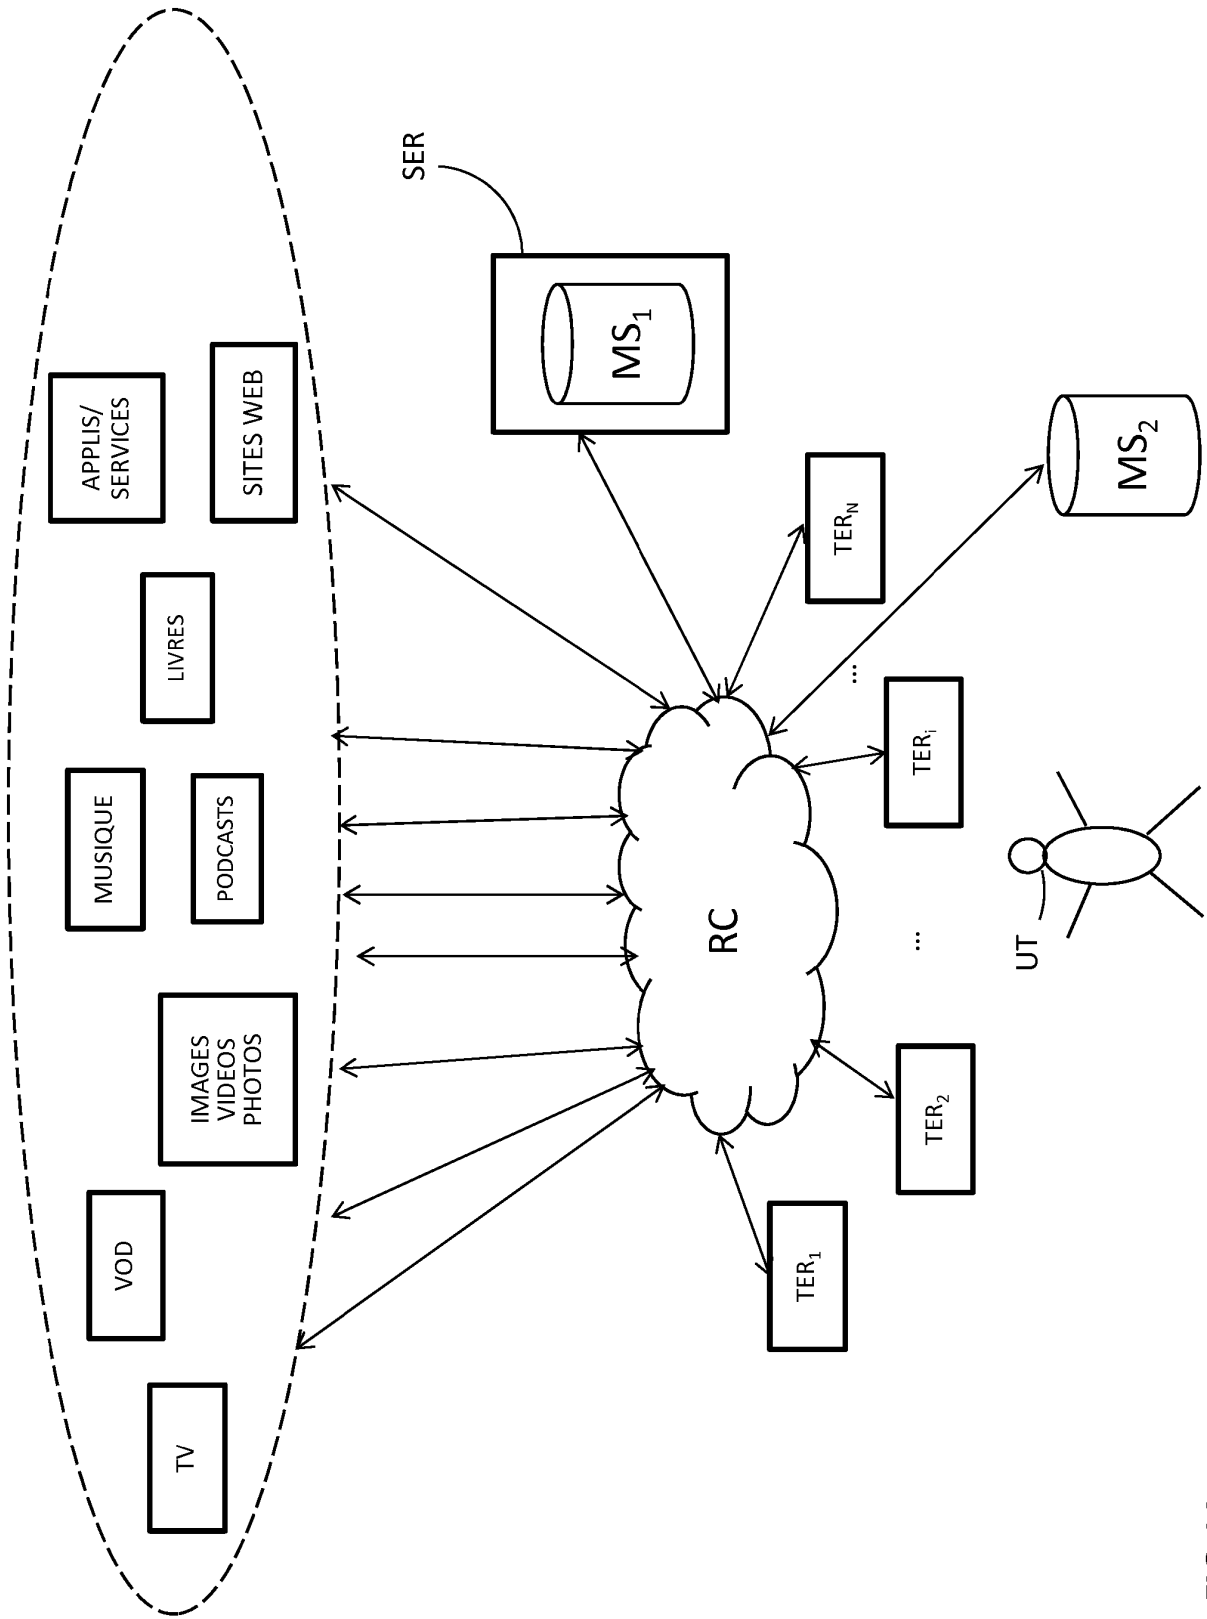 TV
VOD
IMAGES
VIDEOS
PHOTOS
MUSIQUE
PODCASTS
LIVRES
APPLIS/
SERVICES
SITES WEB
SER
MS₁
RC
TER₁
TER₂
...
TERᵢ
...
TER_N
UT
MS₂